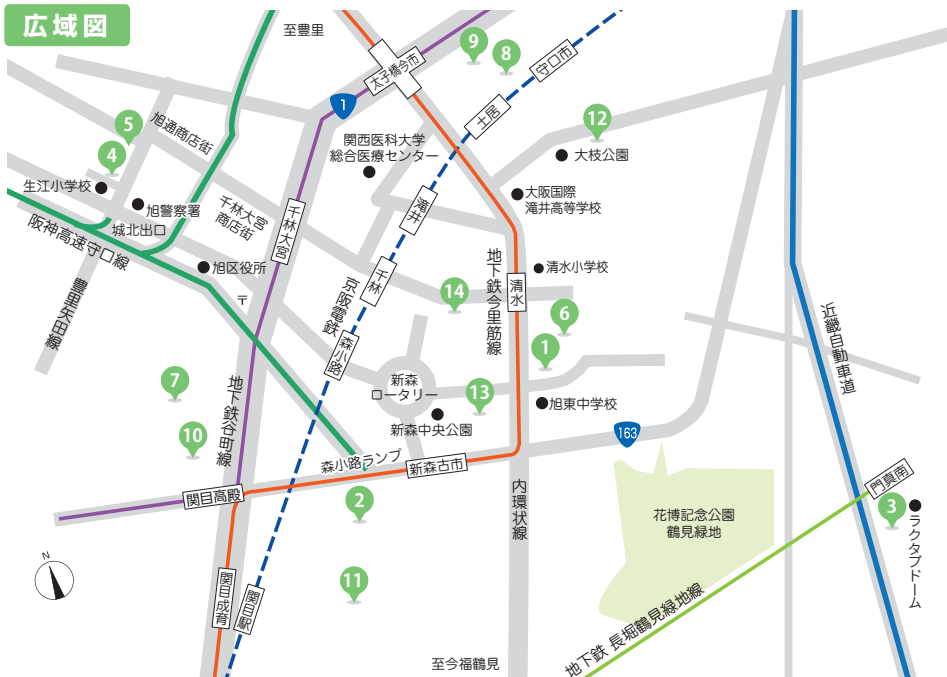 広域図
至豊里
9
8
守口市
太子橋今市
1
土居
5
旭通商店街
関西医科大学
総合医療センター
12
大枝公園
4
生江小学校
旭警察署
千林大宮
商店街
滝井
大阪国際
滝井高等学校
城北出口
千林大宮
阪神高速守口線
旭区役所
千林
地下鉄今里筋線
清水小学校
清水
〒
京阪電鉄
14
豊里矢田線
6
森小路
近畿自動車道
1
7
地下鉄谷町線
新森
ロータリー
13
旭東中学校
新森中央公園
10
163
森小路ランプ
新森古市
門真南
関目高殿
2
内環状線
花博記念公園
鶴見緑地
3
ラクタブドーム
N
11
関目成育
関目駅
地下鉄 長堀鶴見緑地線
至今福鶴見